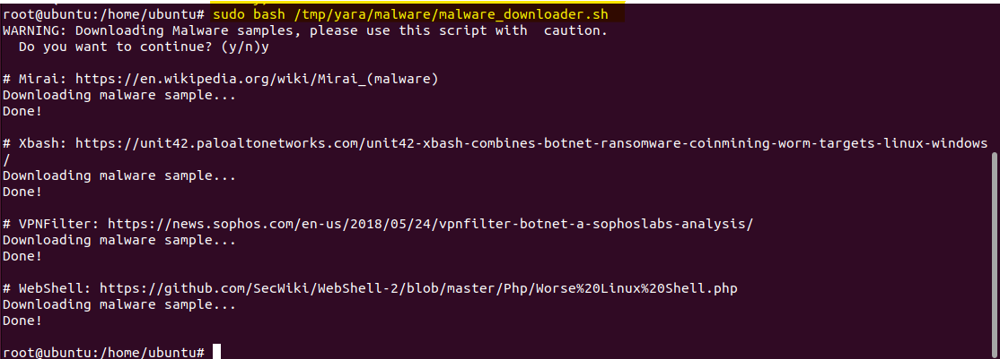 root@ubuntu:/home/ubuntu# sudo bash /tmp/yara/malware/malware_downloader.sh
WARNING: Downloading Malware samples, please use this script with  caution.
  Do you want to continue? (y/n)y
# Mirai: https://en.wikipedia.org/wiki/Mirai_(malware)
Downloading malware sample...
Done!
# Xbash: https://unit42.paloaltonetworks.com/unit42-xbash-combines-botnet-ransomware-coinmining-worm-targets-linux-windows
/
Downloading malware sample...
Done!
# VPNFilter: https://news.sophos.com/en-us/2018/05/24/vpnfilter-botnet-a-sophoslabs-analysis/
Downloading malware sample...
Done!
# WebShell: https://github.com/SecWiki/WebShell-2/blob/master/Php/Worse%20Linux%20Shell.php
Downloading malware sample...
Done!
root@ubuntu:/home/ubuntu#